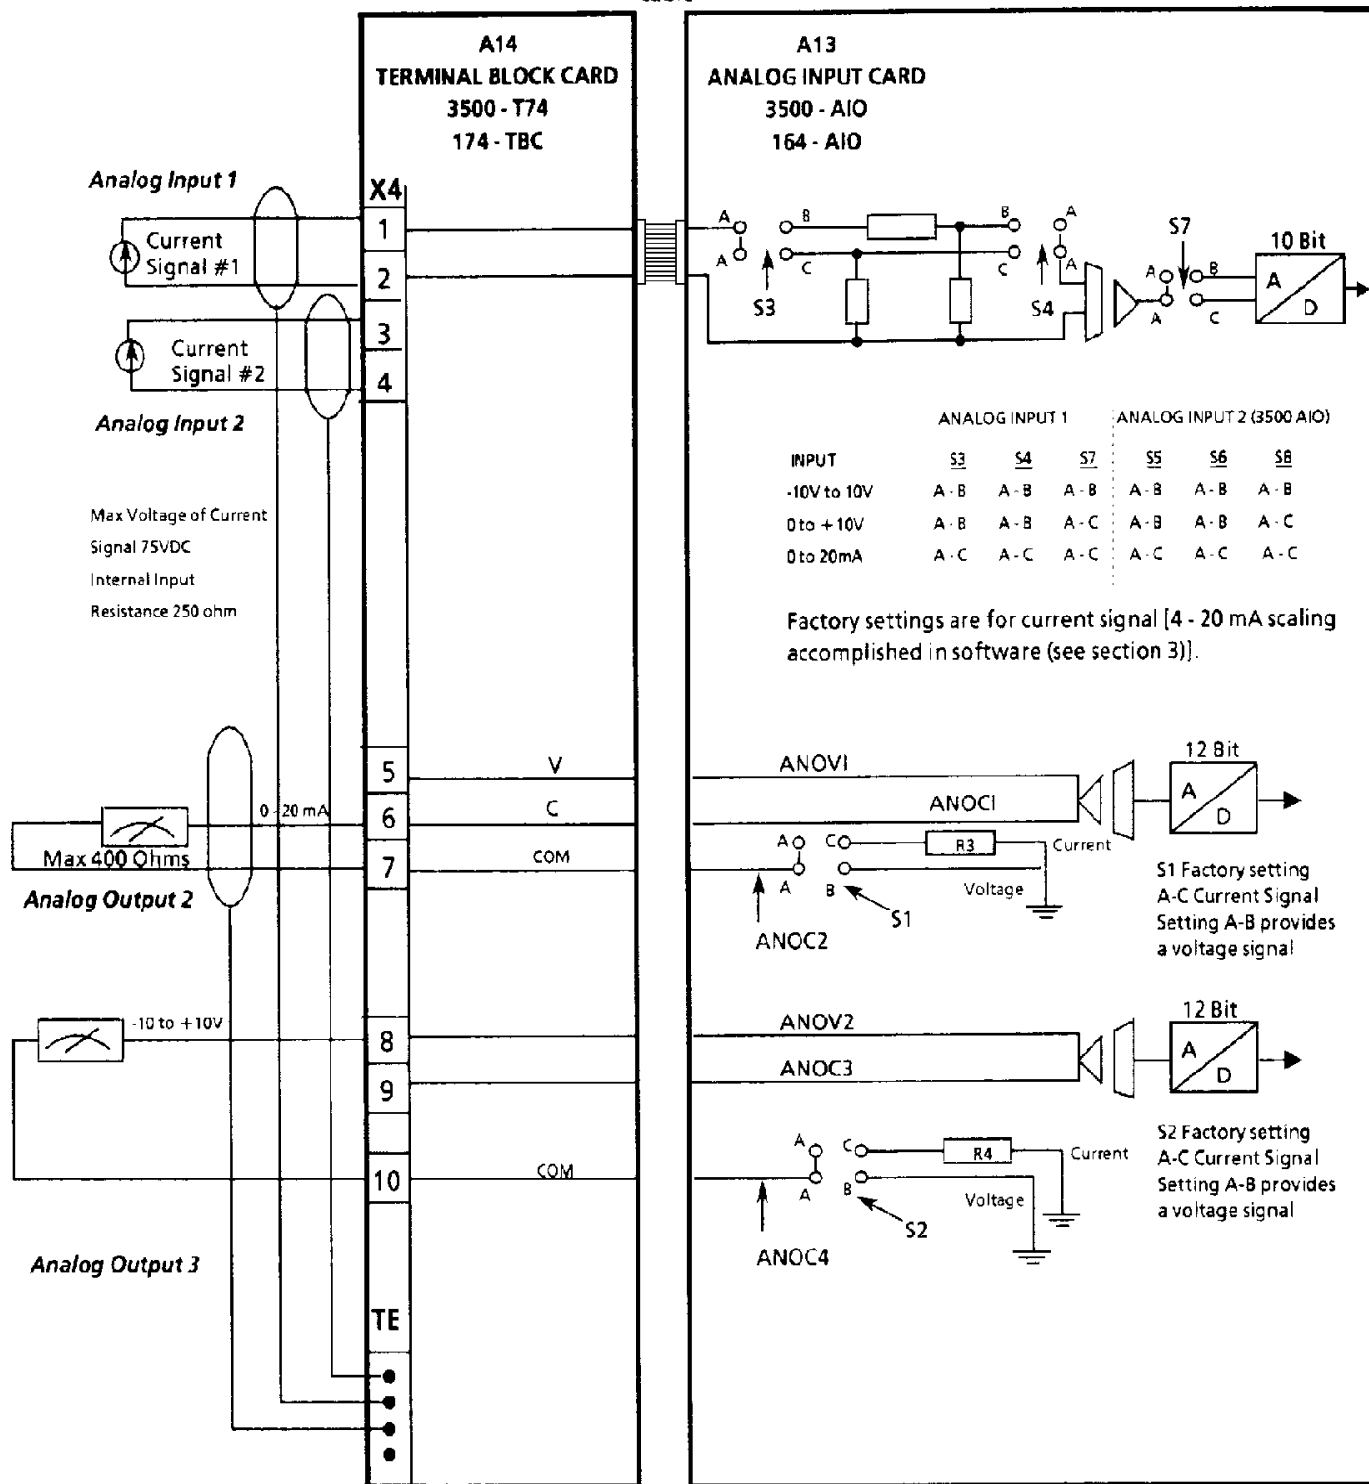 A14
TERMINAL BLOCK CARD
3500 - T74
174 - TBC
A13
ANALOG INPUT CARD
3500 - AIO
164 - AIO
Analog Input 1
X4
1
2
3
4
Current
Signal #1
Current
Signal #2
Analog Input 2
A
A
B
C
S3
B
C
A
A
S4
S7
A
A
B
C
10 Bit
A
D
ANALOG INPUT 1 ANALOG INPUT 2 (3500 AIO)
INPUT S3 S4 S7 S5 S6 S8
-10V to 10V A - B A - B A - B A - B A - B A - B
0 to +10V A - B A - B A - C A - B A - B A - C
0 to 20mA A - C A - C A - C A - C A - C A - C
Max Voltage of Current
Signal 75VDC
Internal Input
Resistance 250 ohm
Factory settings are for current signal [4 - 20 mA scaling
accomplished in software (see section 3)].
5
6
7
V
C
COM
0 - 20 mA
Max 400 Ohms
Analog Output 2
ANOV1
ANOC1
12 Bit
A
D
A
A
C
B
R3
Current
Voltage
S1
ANOC2
S1 Factory setting
A-C Current Signal
Setting A-B provides
a voltage signal
-10 to +10V
8
9
10
COM
ANOV2
ANOC3
12 Bit
A
D
A
A
C
B
R4
Current
Voltage
S2
ANOC4
S2 Factory setting
A-C Current Signal
Setting A-B provides
a voltage signal
Analog Output 3
TE